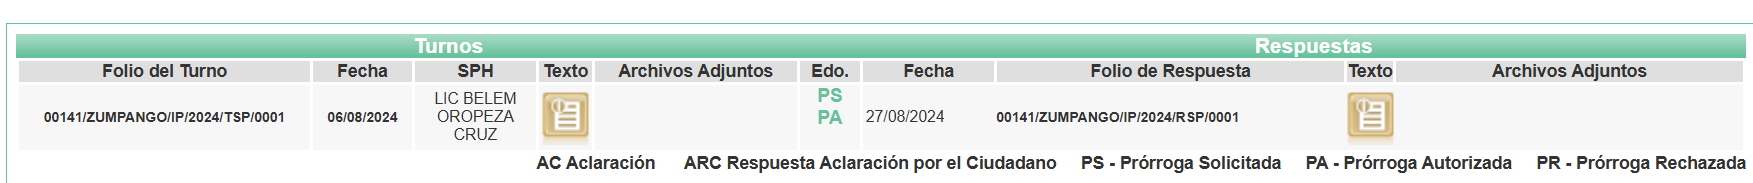 Turnos Respuestas
Folio del Turno Fecha SPH Texto Archivos Adjuntos Edo. Fecha Folio de Respuesta Texto Archivos Adjuntos
00141/ZUMPANGO/IP/2024/TSP/0001 06/08/2024 LIC BELEM OROPEZA CRUZ PS PA 27/08/2024 00141/ZUMPANGO/IP/2024/RSP/0001
AC Aclaración ARC Respuesta Aclaración por el Ciudadano PS - Prórroga Solicitada PA - Prórroga Autorizada PR - Prórroga Rechazada